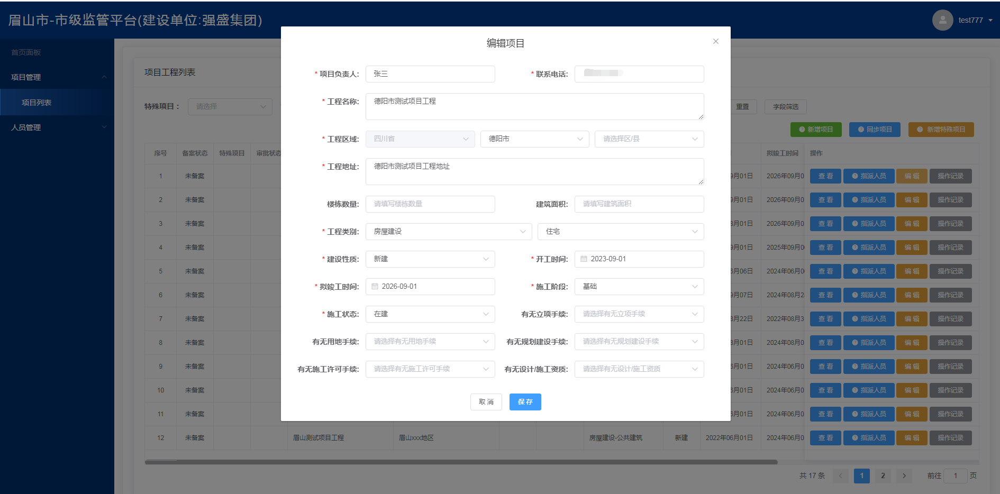 眉山市-市级监管平台(建设单位:强盛集团)
test777
首页面板
项目管理
项目列表
人员管理
项目工程列表
特殊项目：
请选择
重置
字段筛选
新增项目
同步项目
新增特殊项目
编辑项目
* 项目负责人: 张三
* 联系电话:
* 工程名称: 德阳市测试项目工程
* 工程区域: 四川省 德阳市 请选择区/县
* 工程地址: 德阳市测试项目工程地址
楼栋数量: 请填写楼栋数量
建筑面积: 请填写建筑面积
* 工程类别: 房屋建设 住宅
* 建设性质: 新建
* 开工时间: 2023-09-01
* 拟竣工时间: 2026-09-01
* 施工阶段: 基础
* 施工状态: 在建
有无立项手续: 请选择有无立项手续
有无用地手续: 请选择有无用地手续
有无规划建设手续: 请选择有无规划建设手续
有无施工许可手续: 请选择有无施工许可手续
有无设计/施工资质: 请选择有无设计/施工资质
取 消 保 存
序号 备案状态 特殊项目 审批状态 拟竣工时间 操作
1 未备案 9月01日 2026年09月0 查 看 指派人员 编 辑 操作记录
2 未备案 9月01日 2026年09月0 查 看 指派人员 编 辑 操作记录
3 未备案 月01日 2026年09月0 查 看 指派人员 编 辑 操作记录
4 未备案 9月01日 2025年09月0 查 看 指派人员 编 辑 操作记录
5 未备案 月06日 2024年06月0 查 看 指派人员 编 辑 操作记录
6 未备案 9月07日 2024年08月2 查 看 指派人员 编 辑 操作记录
7 未备案 月22日 2022年08月3 查 看 指派人员 编 辑 操作记录
8 未备案 月01日 2024年08月0 查 看 指派人员 编 辑 操作记录
9 未备案 月01日 2024年06月0 查 看 指派人员 编 辑 操作记录
10 未备案 月01日 2024年06月0 查 看 指派人员 编 辑 操作记录
11 未备案 月01日 2024年06月0 查 看 指派人员 编 辑 操作记录
12 未备案 眉山测试项目工程 眉山xxx地区 房屋建设-公共建筑 新建 2022年06月01日 2024年06月0 查 看 指派人员 编 辑 操作记录
共 17 条 1 2 前往 1 页